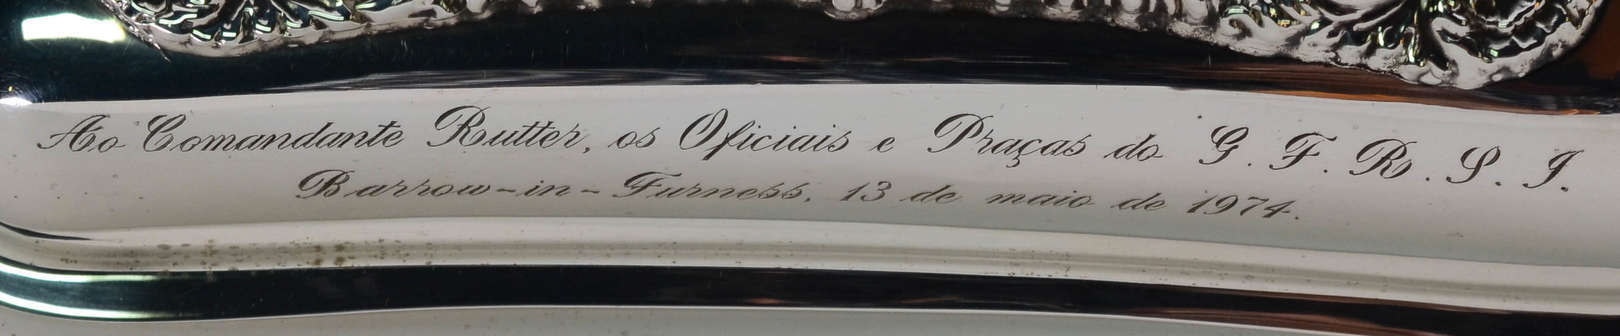 Ao Comandante Rutter, os Oficiais e Praças do G. F. R. S. I.
Barrow-in-Furness, 13 de maio de 1974.